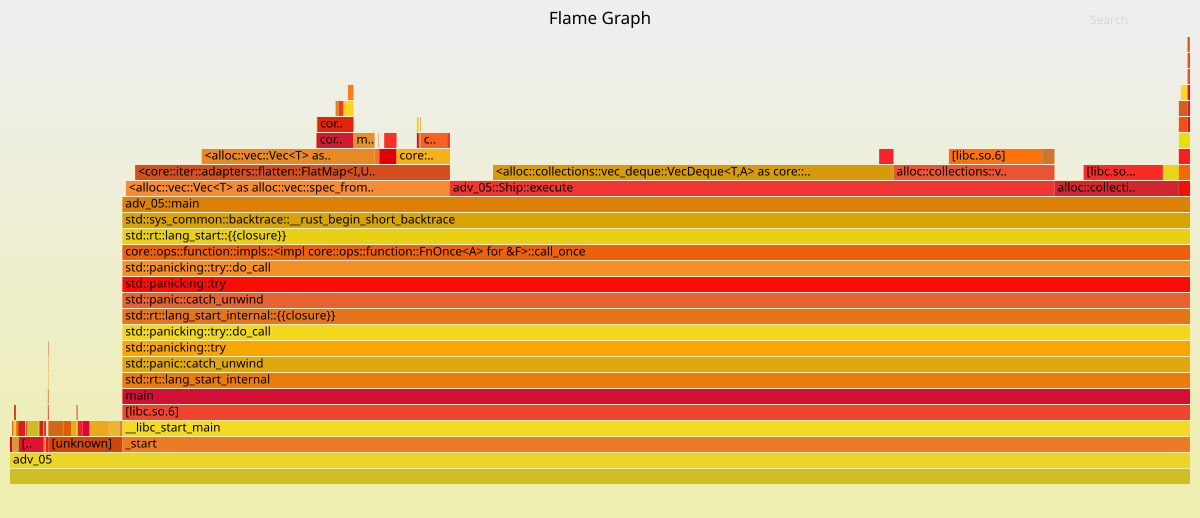 Flame Graph
Search
cor..
cor.. m.. c..
<alloc::vec::Vec<T> as.. core:.. [libc.so.6]
<core::iter::adapters::flatten::FlatMap<I,U.. <alloc::collections::vec_deque::VecDeque<T,A> as core::.. alloc::collections::v.. [libc.so...
<alloc::vec::Vec<T> as alloc::vec::spec_from.. adv_05::Ship::execute alloc::collecti..
adv_05::main
std::sys_common::backtrace::__rust_begin_short_backtrace
std::rt::lang_start::{{closure}}
core::ops::function::impls::<impl core::ops::function::FnOnce<A> for &F>::call_once
std::panicking::try::do_call
std::panicking::try
std::panic::catch_unwind
std::rt::lang_start_internal::{{closure}}
std::panicking::try::do_call
std::panicking::try
std::panic::catch_unwind
std::rt::lang_start_internal
main
[libc.so.6]
__libc_start_main
[.. [unknown] _start
adv_05